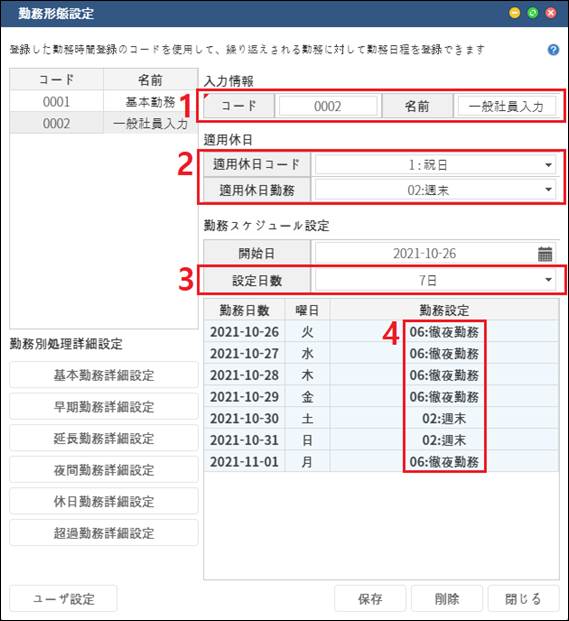 勤務形態設定
登録した勤務時間登録のコードを使用して、繰り返えされる勤務に対して勤務日程を登録できます ?
コード 名前
0001 基本勤務
0002 一般社員入力
勤務別処理詳細設定
基本勤務詳細設定
早期勤務詳細設定
延長勤務詳細設定
夜間勤務詳細設定
休日勤務詳細設定
超過勤務詳細設定
入力情報
1 コード 0002 名前 一般社員入力
適用休日
2 適用休日コード 1:祝日
適用休日勤務 02:週末
勤務スケジュール設定
開始日 2021-10-26
3 設定日数 7日
勤務日数 曜日 勤務設定
4
2021-10-26 火 06:徹夜勤務
2021-10-27 水 06:徹夜勤務
2021-10-28 木 06:徹夜勤務
2021-10-29 金 06:徹夜勤務
2021-10-30 土 02:週末
2021-10-31 日 02:週末
2021-11-01 月 06:徹夜勤務
ユーザ設定 保存 削除 閉じる